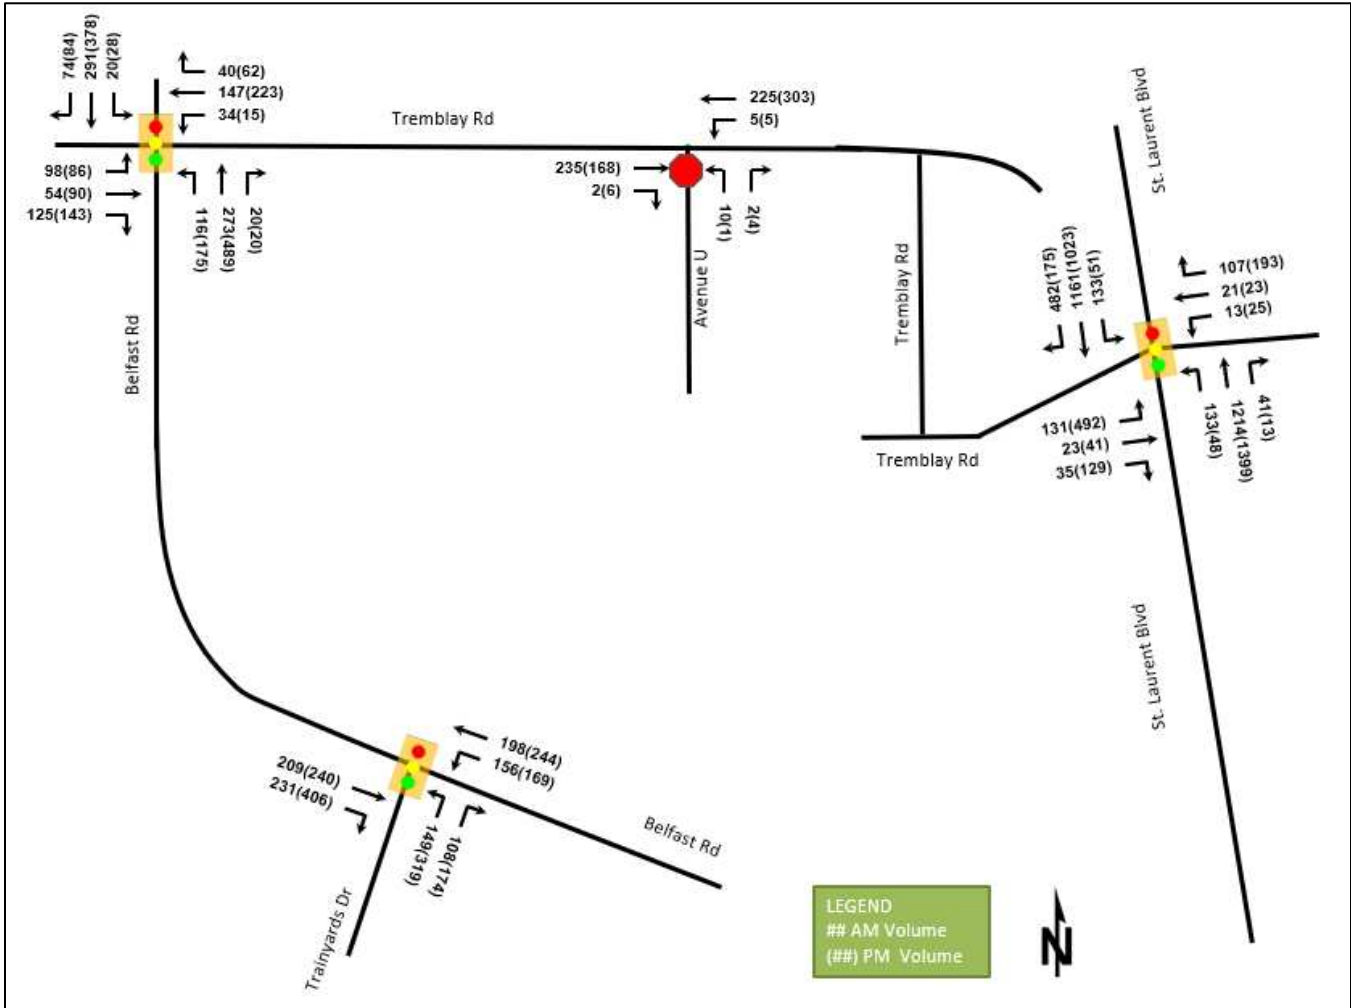 74(84)
291(378)
20(28)
40(62)
147(223)
34(15)
98(86)
54(90)
125(143)
116(175)
273(489)
20(20)
Tremblay Rd
225(303)
5(5)
235(168)
2(6)
10(1)
2(4)
Avenue U
Tremblay Rd
Tremblay Rd
Belfast Rd
St. Laurent Blvd
482(175)
1161(1023)
133(51)
107(193)
21(23)
13(25)
131(492)
23(41)
35(129)
133(48)
1214(1399)
41(13)
St. Laurent Blvd
198(244)
156(169)
209(240)
231(406)
149(319)
108(174)
Belfast Rd
Trainyards Dr
LEGEND
## AM Volume
(##) PM Volume
N